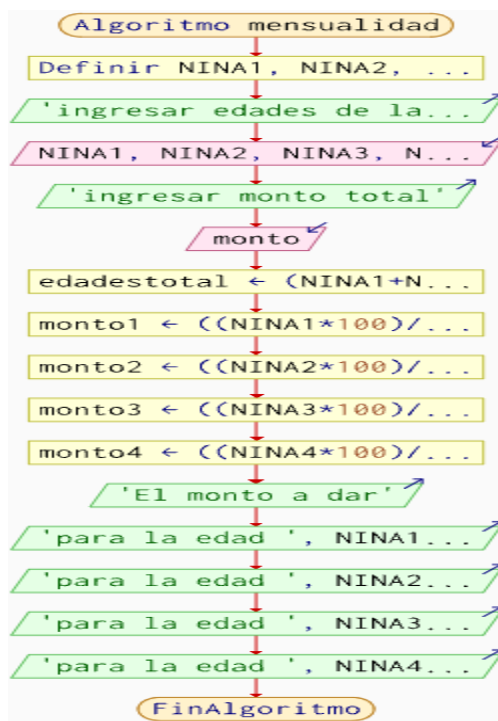 Algoritmo mensualidad
Definir NINA1, NINA2, ...
'ingresar edades de la...
NINA1, NINA2, NINA3, N...
'ingresar monto total'
monto
edadestotal ← (NINA1+N...
monto1 ← ((NINA1*100)/...
monto2 ← ((NINA2*100)/...
monto3 ← ((NINA3*100)/...
monto4 ← ((NINA4*100)/...
'El monto a dar'
'para la edad ', NINA1...
'para la edad ', NINA2...
'para la edad ', NINA3...
'para la edad ', NINA4...
FinAlgoritmo